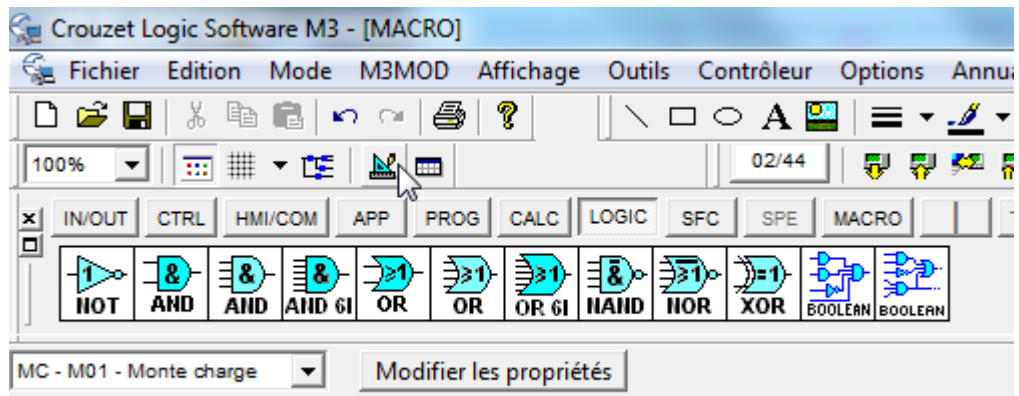 Crouzet Logic Software M3 - [MACRO]
Fichier Edition Mode M3MOD Affichage Outils Contrôleur Options
A
100% 02/44
IN/OUT CTRL HMI/COM APP PROG CALC LOGIC SFC SPE MACRO
1 & & & ≥1 ≥1 ≥1 & ≥1 =1
NOT AND AND AND 6I OR OR OR 6I NAND NOR XOR BOOLEAN BOOLEAN
MC - M01 - Monte charge Modifier les propriétés